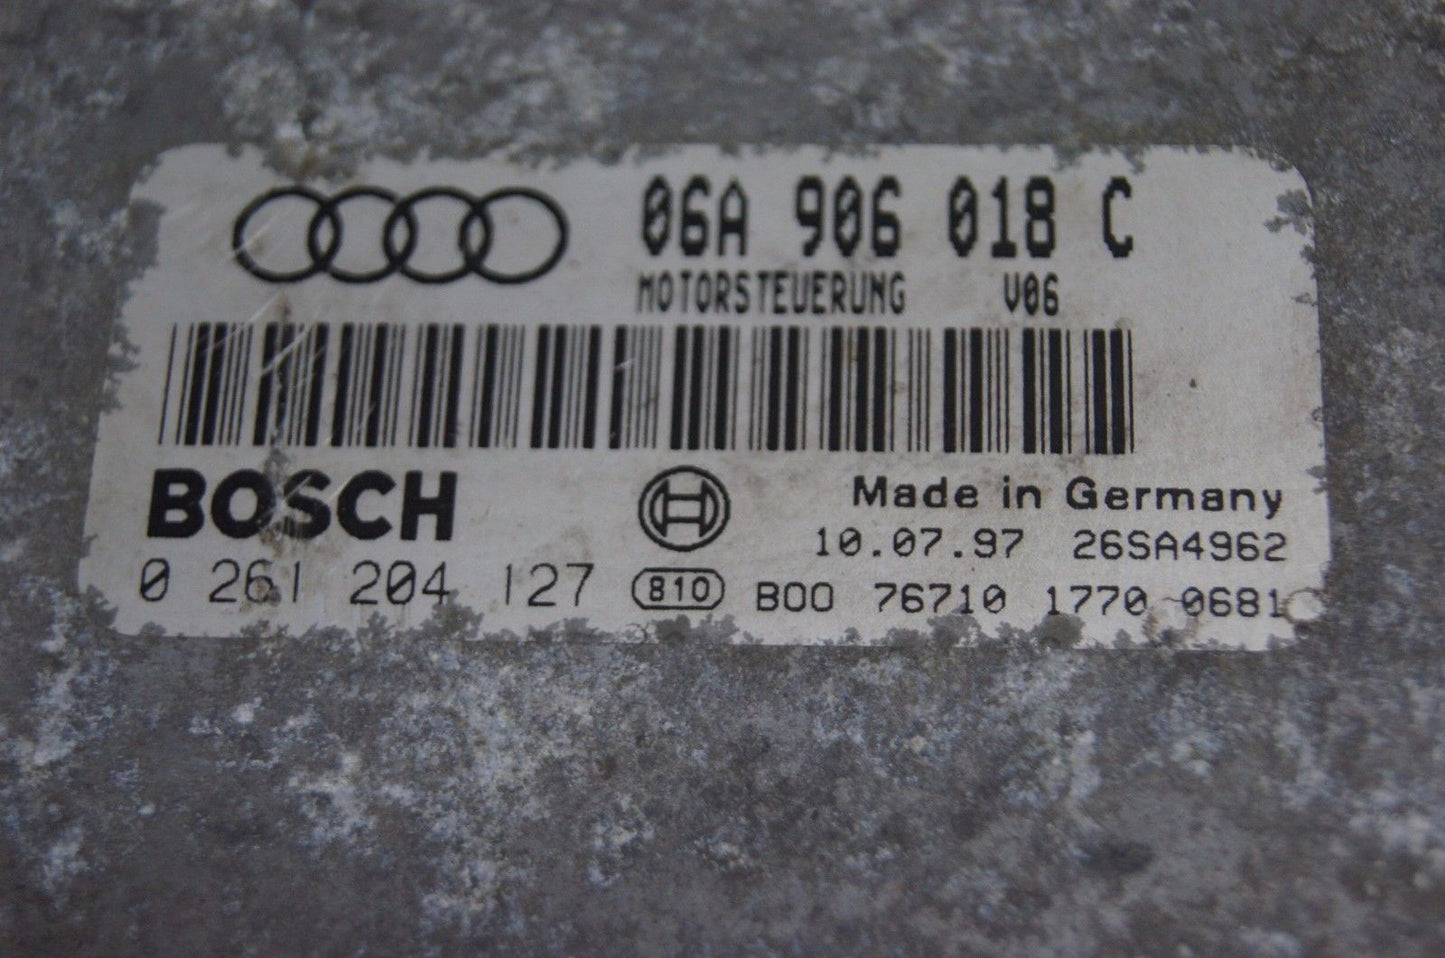 06A 906 018 C
MOTORSTEUERUNG V06
BOSCH
Made in Germany
10.07.97 26SA4962
0 261 204 127 810 B00 76710 1770 0681